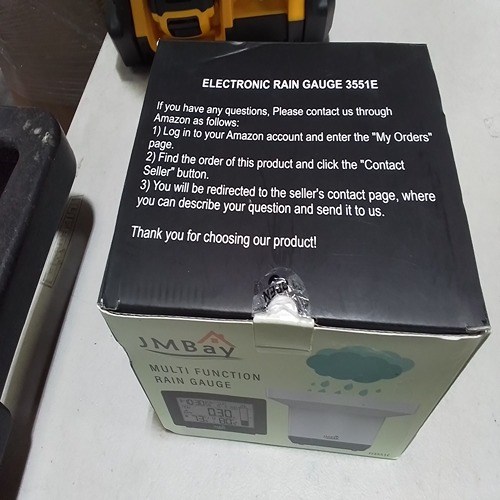 ELECTRONIC RAIN GAUGE 3551E
If you have any questions, Please contact us through
Amazon as follows:
1) Log in to your Amazon account and enter the "My Orders"
page.
2) Find the order of this product and click the "Contact
Seller" button.
3) You will be redirected to the seller's contact page, where
you can describe your question and send it to us.
Thank you for choosing our product!
JMBay
MULTI FUNCTION
RAIN GAUGE
0.30